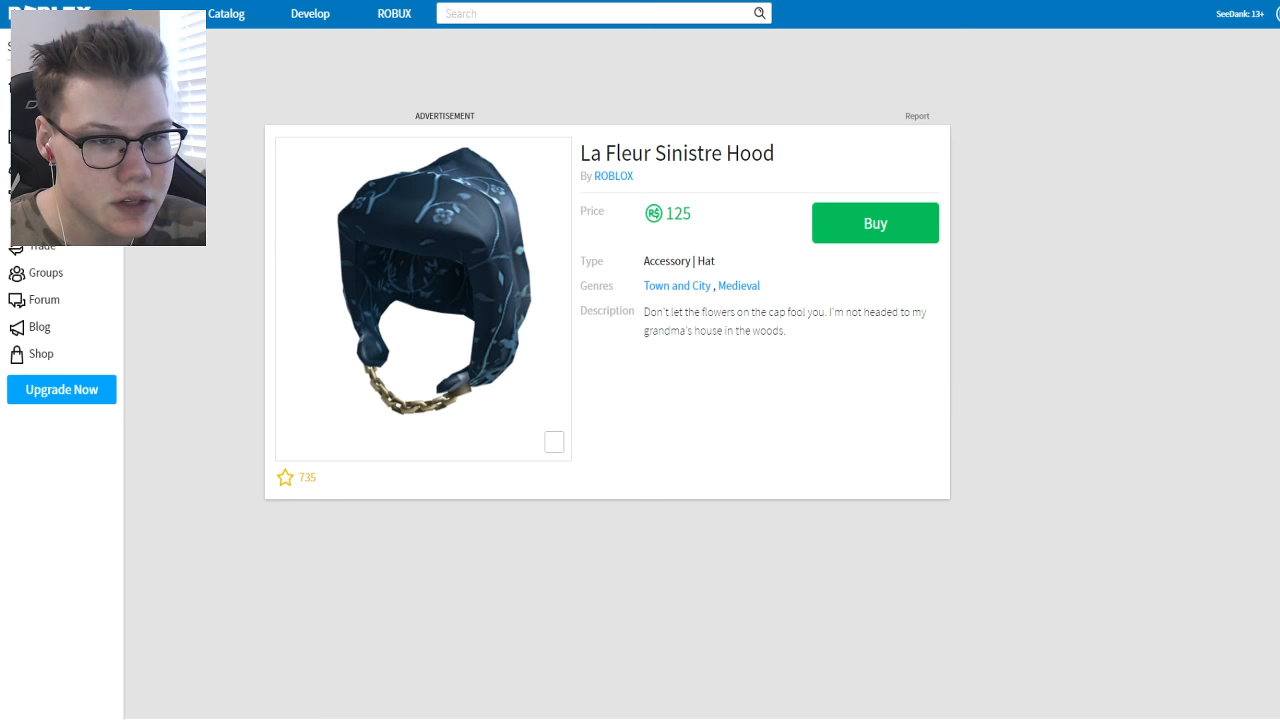 ROBLOX Catalog Develop ROBUX Search SeeDank: 13+
ADVERTISEMENT Report
La Fleur Sinistre Hood
By ROBLOX
Price R$ 125 Buy
Type Accessory | Hat
Genres Town and City , Medieval
Description Don't let the flowers on the cap fool you. I'm not headed to my
grandma's house in the woods.
735
Trade
Groups
Forum
Blog
Shop
Upgrade Now